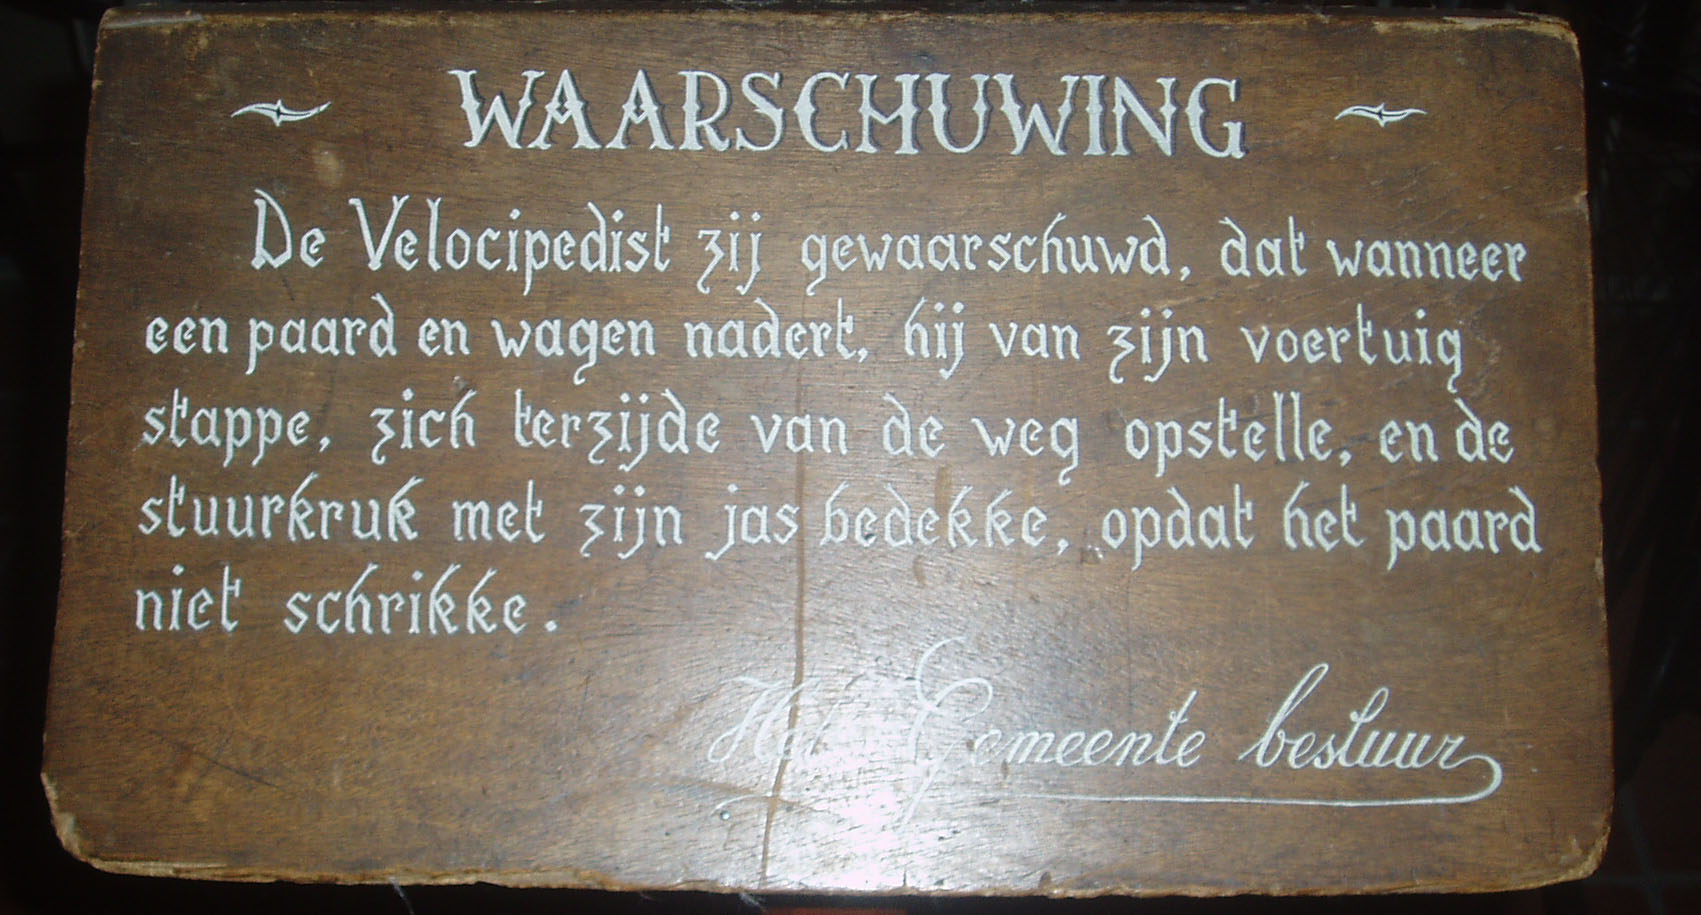 WAARSCHUWING
De Velocipedist zij gewaarschuwd, dat wanneer
een paard en wagen nadert, hij van zijn voertuig
stappe, zich terzijde van de weg opstelle, en de
stuurkruk met zijn jas bedekke, opdat het paard
niet schrikke.
Het Gemeente bestuur